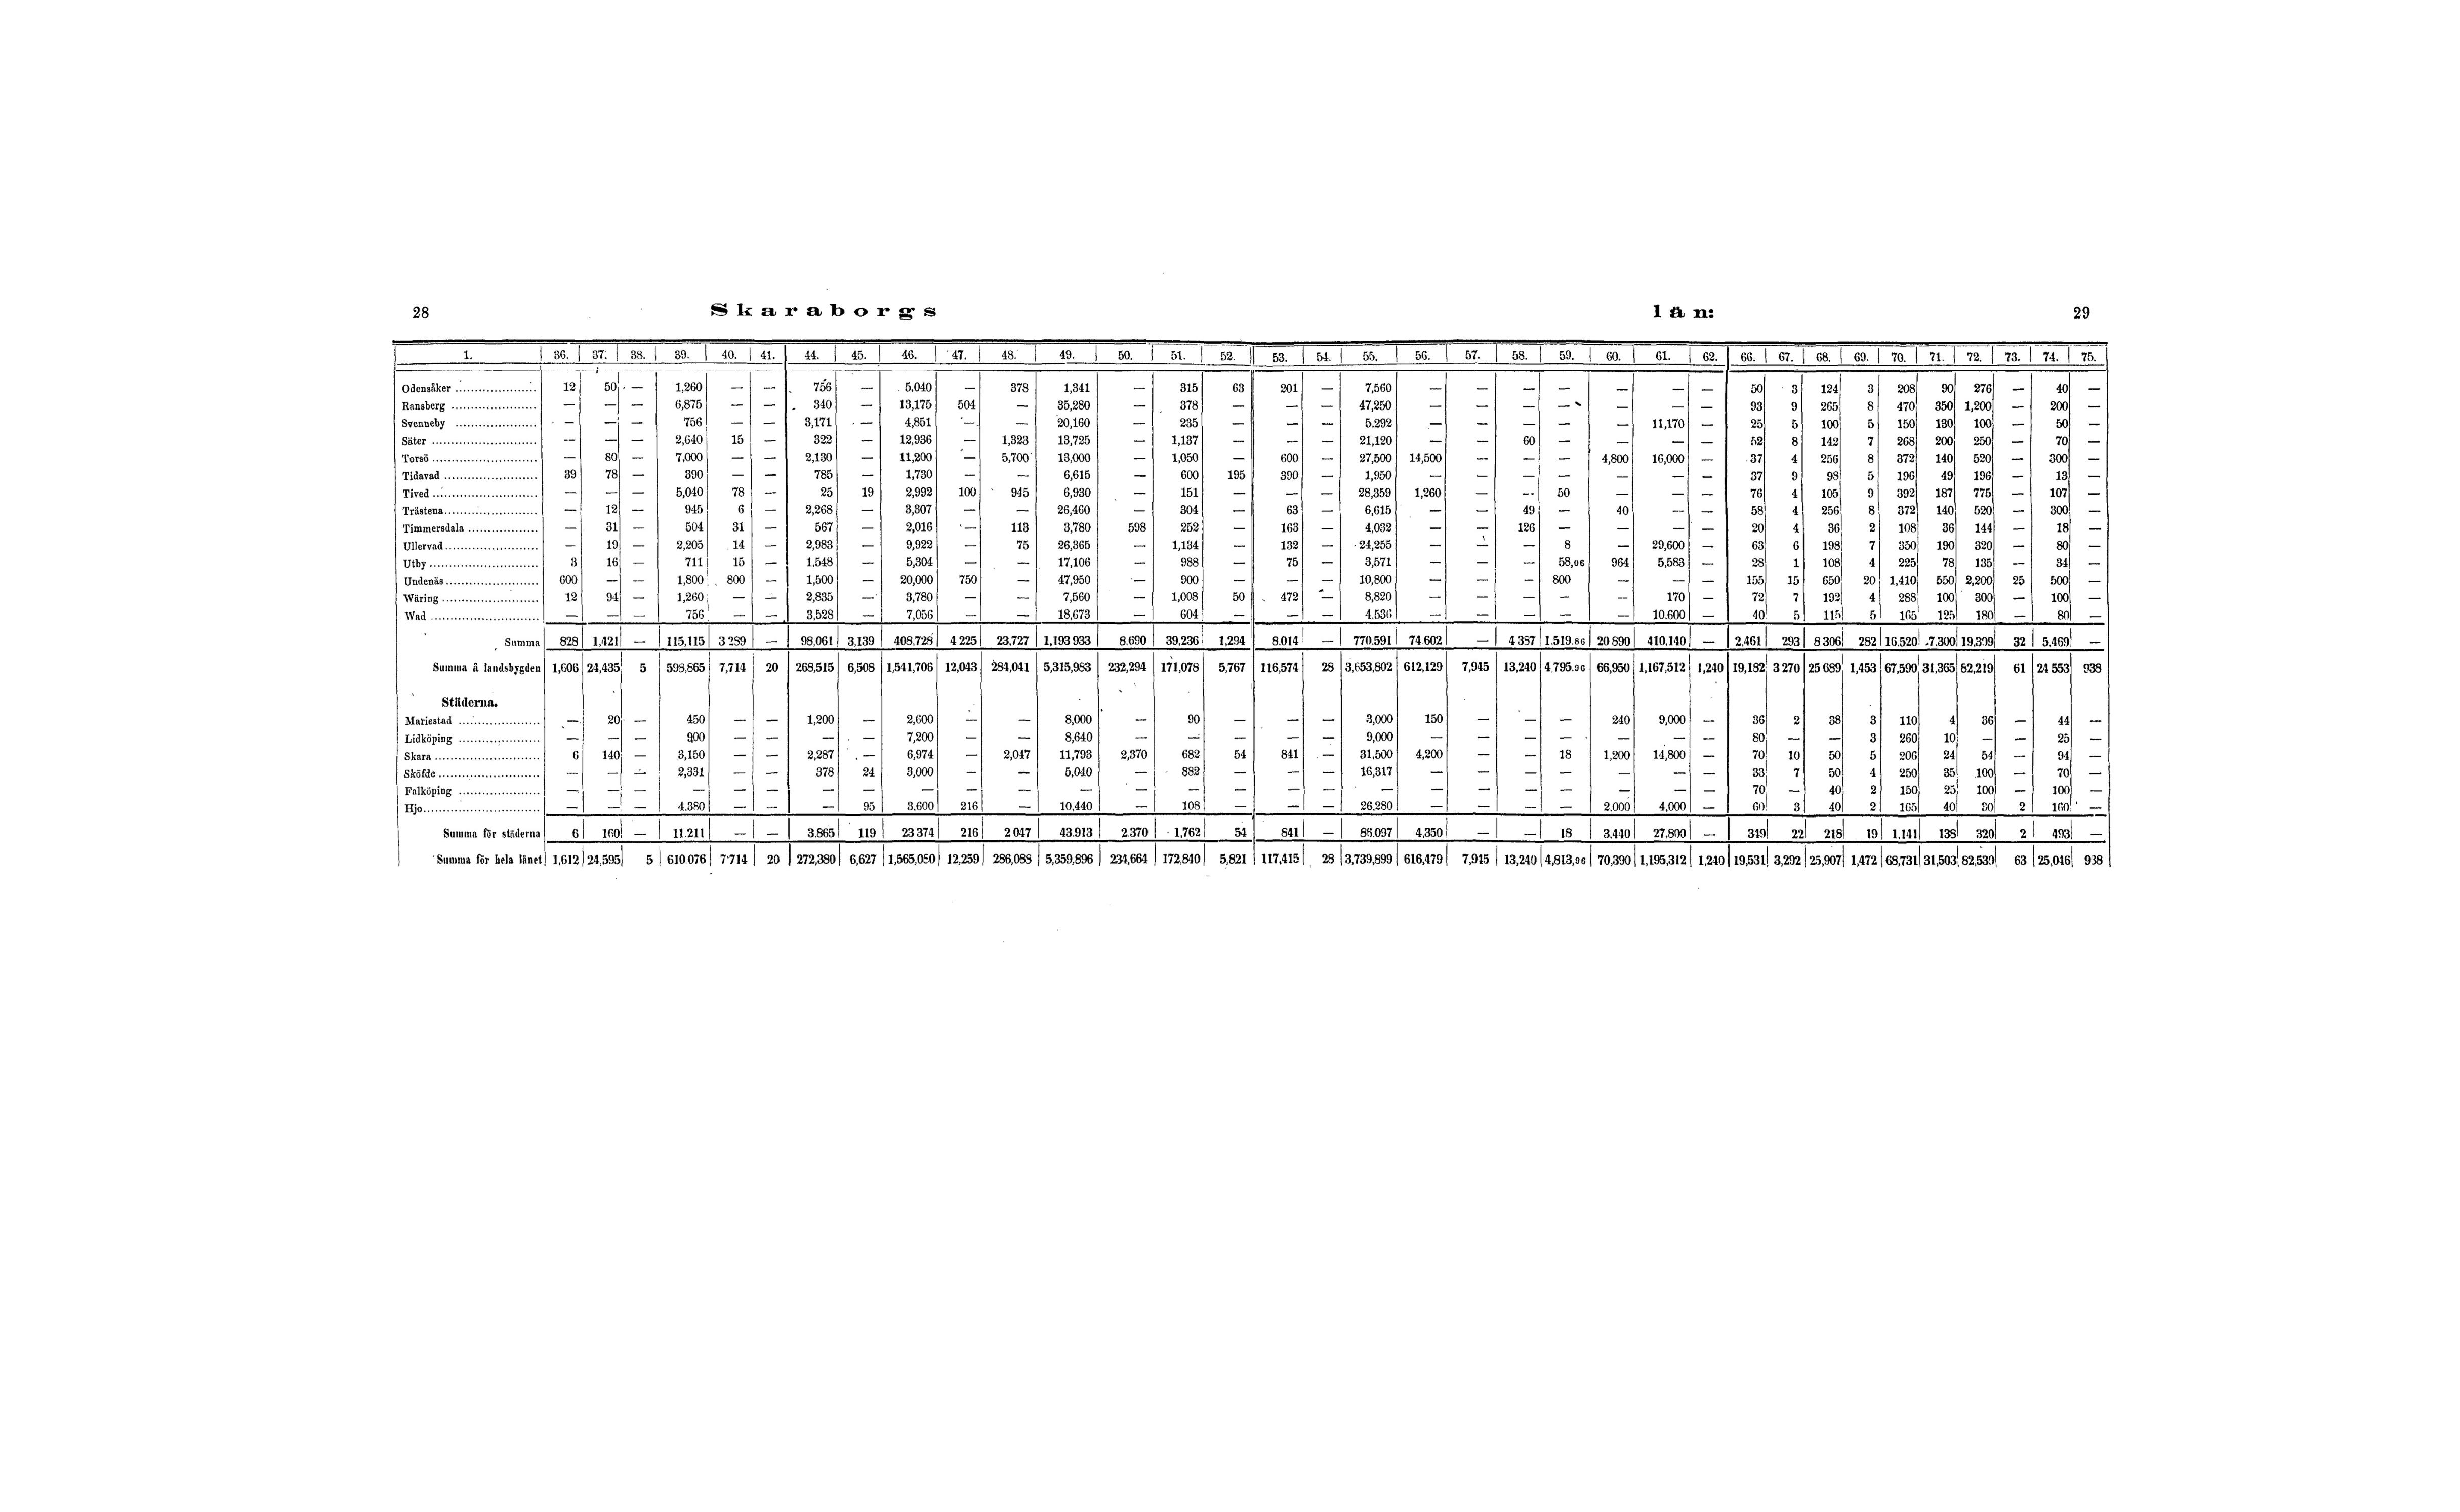 28 Skaraborgs län: 29
1. 36. 37. 38. 39. 40. 41. 44. 45. 46. 47. 48. 49. 50. 51. 52. 53. 54. 55. 56. 57. 58. 59. 60. 61. 62. 66. 67. 68. 69. 70. 71. 72. 73. 74. 75.
Odensåker 12 50 — 1,260 — — 756 — 5,040 — 378 1,341 — 315 63 201 — 7,560 — — — — — — — 50 3 124 3 208 90 276 — 40 —
Ransberg — — — 6,875 — — 340 — 13,175 504 — 35,280 — 378 — — — 47,250 — — — — — — — 93 9 265 8 470 350 1,200 — 200 —
Svenneby — — — 756 — — 3,171 — 4,851 — — 20,160 — 235 — — — 5,292 — — — — — 11,170 — 25 5 100 5 150 130 100 — 50 —
Säter — — — 2,640 15 — 322 — 12,936 — 1,323 13,725 — 1,137 — — — 21,120 — — 60 — — — — 52 8 142 7 268 200 250 — 70 —
Torsö — 80 — 7,000 — — 2,130 — 11,200 — 5,700 13,000 — 1,050 — 600 — 27,500 14,500 — — — 4,800 16,000 — 37 4 256 8 372 140 520 — 300 —
Tidavad 39 78 — 390 — — 785 — 1,730 — — 6,615 — 600 195 390 — 1,950 — — — — — — — 37 9 98 5 196 49 196 — 13 —
Tived — — — 5,040 78 — 25 19 2,992 100 945 6,930 — 151 — — — 28,359 1,260 — — 50 — — — 76 4 105 9 392 187 775 — 107 —
Trästena — 12 — 945 6 — 2,268 — 3,307 — — 26,460 — 304 — 63 — 6,615 — — 49 — 40 — — 58 4 256 8 372 140 520 — 300 —
Timmersdala — 31 — 504 31 — 567 — 2,016 — 113 3,780 598 252 — 163 — 4,032 — — 126 — — — — 20 4 36 2 108 36 144 — 18 —
Ullervad — 19 — 2,205 14 — 2,983 — 9,922 — 75 26,365 — 1,134 — 132 — 24,255 — — — 8 — 29,600 — 63 6 198 7 350 190 320 — 80 —
Utby 3 16 — 711 15 — 1,548 — 5,304 — — 17,106 — 988 — 75 — 3,571 — — — 58,06 964 5,583 — 28 1 108 4 225 78 135 — 34 —
Undenäs 600 — — 1,800 800 — 1,500 — 20,000 750 — 47,950 — 900 — — — 10,800 — — — 800 — — — 155 15 650 20 1,410 550 2,200 25 500 —
Wäring 12 94 — 1,260 — — 2,835 — 3,780 — — 7,560 — 1,008 50 472 — 8,820 — — — — — 170 — 72 7 192 4 288 100 300 — 100 —
Wad — — — 756 — — 3,528 — 7,056 — — 18,673 — 604 — — — 4,536 — — — — — 10,600 — 40 5 115 5 165 125 180 — 80 —
Summa 828 1,421 — 115,115 3 289 — 98,061 3,139 408,728 4 225 23,727 1,193 933 8,690 39,236 1,294 8,014 — 770,591 74,602 — 4 387 1,519.86 20 890 410,140 — 2,461 293 8 306 282 16,520 7,300 19,399 32 5,469 —
Summa å landsbygden 1,606 24,435 5 598,865 7,714 20 268,515 6,508 1,541,706 12,043 284,041 5,315,983 232,294 171,078 5,767 116,574 28 3,653,802 612,129 7,945 13,240 4,795.96 66,950 1,167,512 1,240 19,182 3 270 25 689 1,453 67,590 31,365 82,219 61 24 553 938
Städerna.
Mariestad — 20 — 450 — — 1,200 — 2,600 — — 8,000 — 90 — — — 3,000 150 — — — 240 9,000 — 36 2 38 3 110 4 36 — 44 —
Lidköping — — — 900 — — — — 7,200 — — 8,640 — — — — — 9,000 — — — — — — — 80 — — 3 260 10 — — 25 —
Skara 6 140 — 3,150 — — 2,287 — 6,974 — 2,047 11,793 2,370 682 54 841 — 31,500 4,200 — — 18 1,200 14,800 — 70 10 50 5 206 24 54 — 94 —
Sköfde — — — 2,331 — — 378 24 3,000 — — 5,040 — 882 — — — 16,317 — — — — — — — 33 7 50 4 250 35 100 — 70 —
Falköping — — — — — — — — — — — — — — — — — — — — — — — — — 70 — 40 2 150 25 100 — 100 —
Hjo — — — 4,380 — — — 95 3,600 216 — 10,440 — 108 — — — 26,280 — — — — 2,000 4,000 — 60 3 40 2 165 40 30 2 160 —
Summa för städerna 6 160 — 11,211 — — 3,865 119 23 374 216 2 047 43,913 2 370 1,762 54 841 — 86,097 4,350 — — 18 3,440 27,800 — 319 22 218 19 1,141 138 320 2 493 —
Summa för hela länet 1,612 24,595 5 610,076 7,714 20 272,380 6,627 1,565,080 12,259 286,088 5,359,896 234,664 172,840 5,821 117,415 28 3,739,899 616,479 7,945 13,240 4,813,96 70,390 1,195,312 1,240 19,531 3,292 25,907 1,472 68,731 31,503 82,539 63 25,046 938